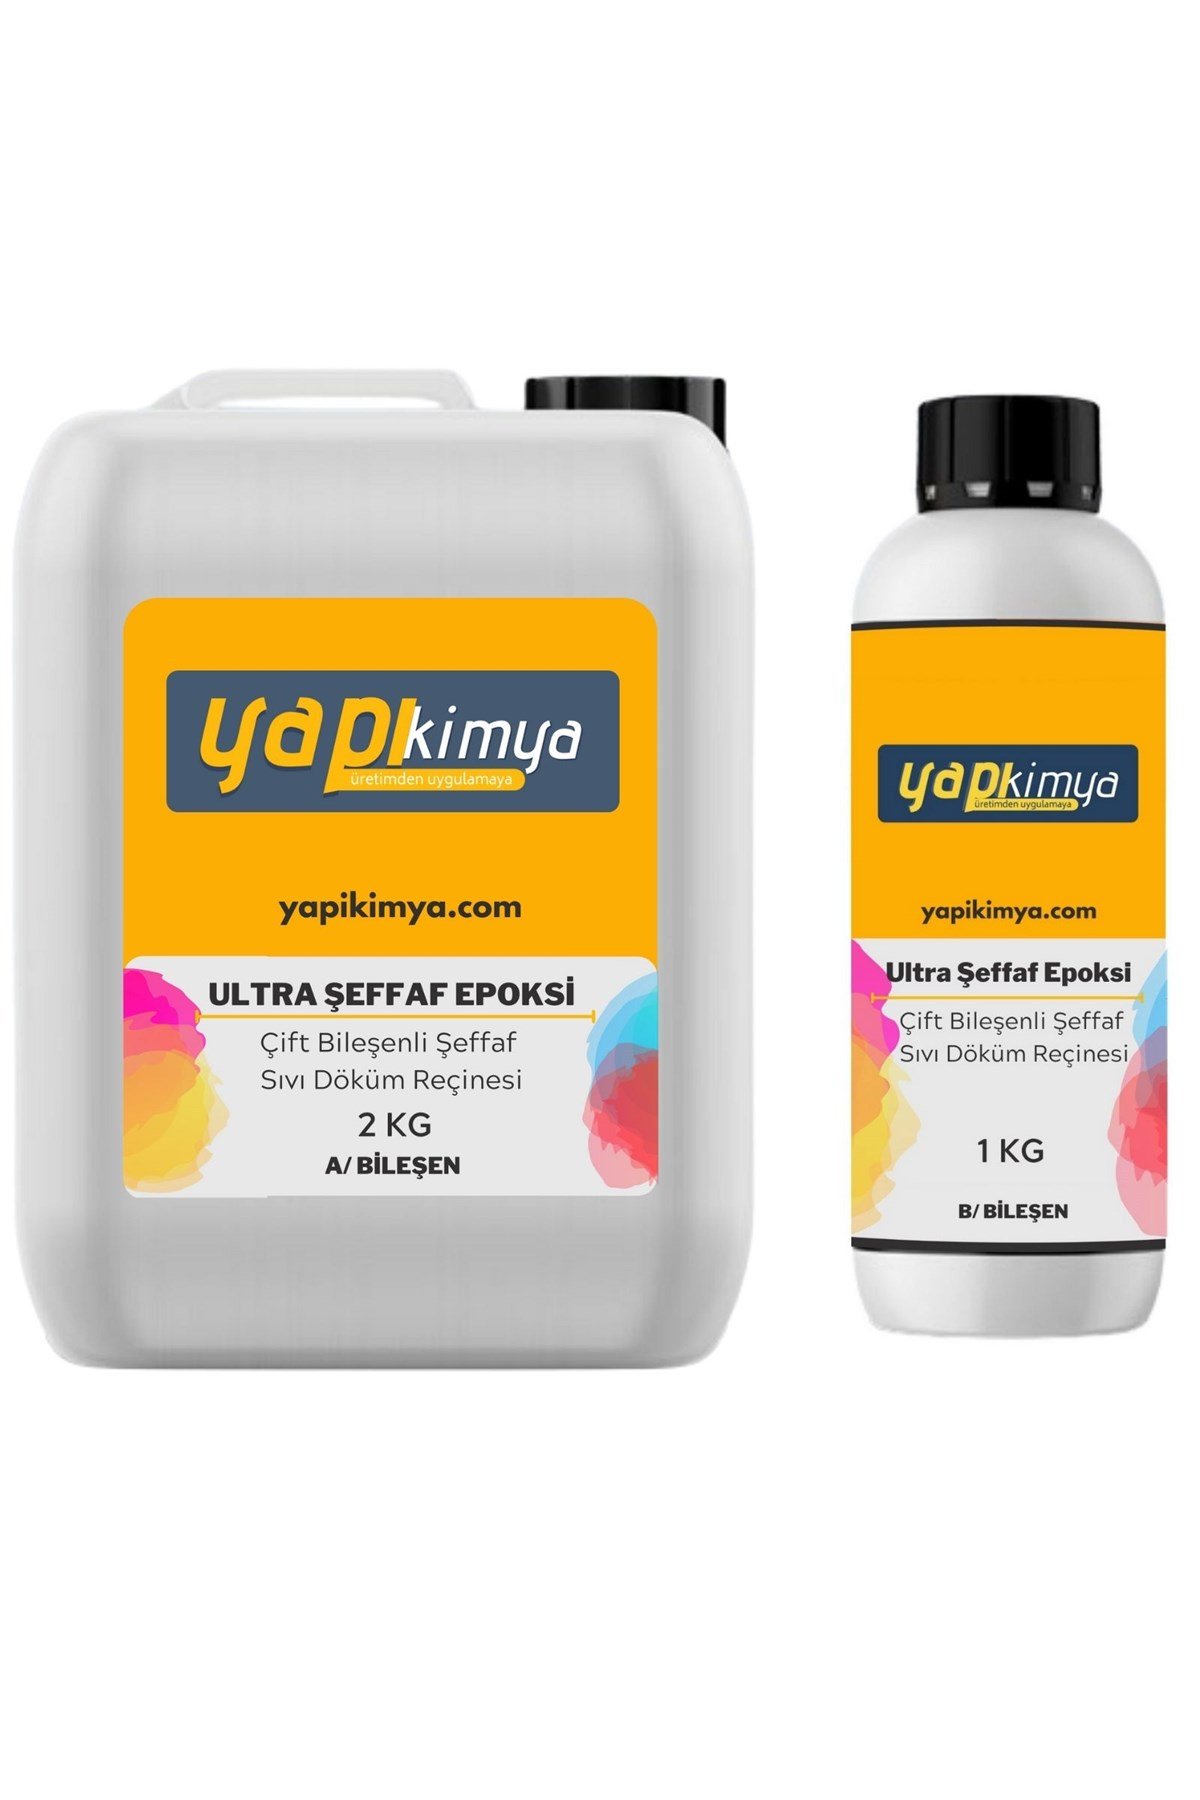 yapıkimya
üretimden uygulamaya
yapikimya.com
ULTRA ŞEFFAF EPOKSİ
Çift Bileşenli Şeffaf
Sıvı Döküm Reçinesi
2 KG
A/ BİLEŞEN
yapıkimya
üretimden uygulamaya
yapikimya.com
Ultra Şeffaf Epoksi
Çift Bileşenli Şeffaf
Sıvı Döküm Reçinesi
1 KG
B/ BİLEŞEN